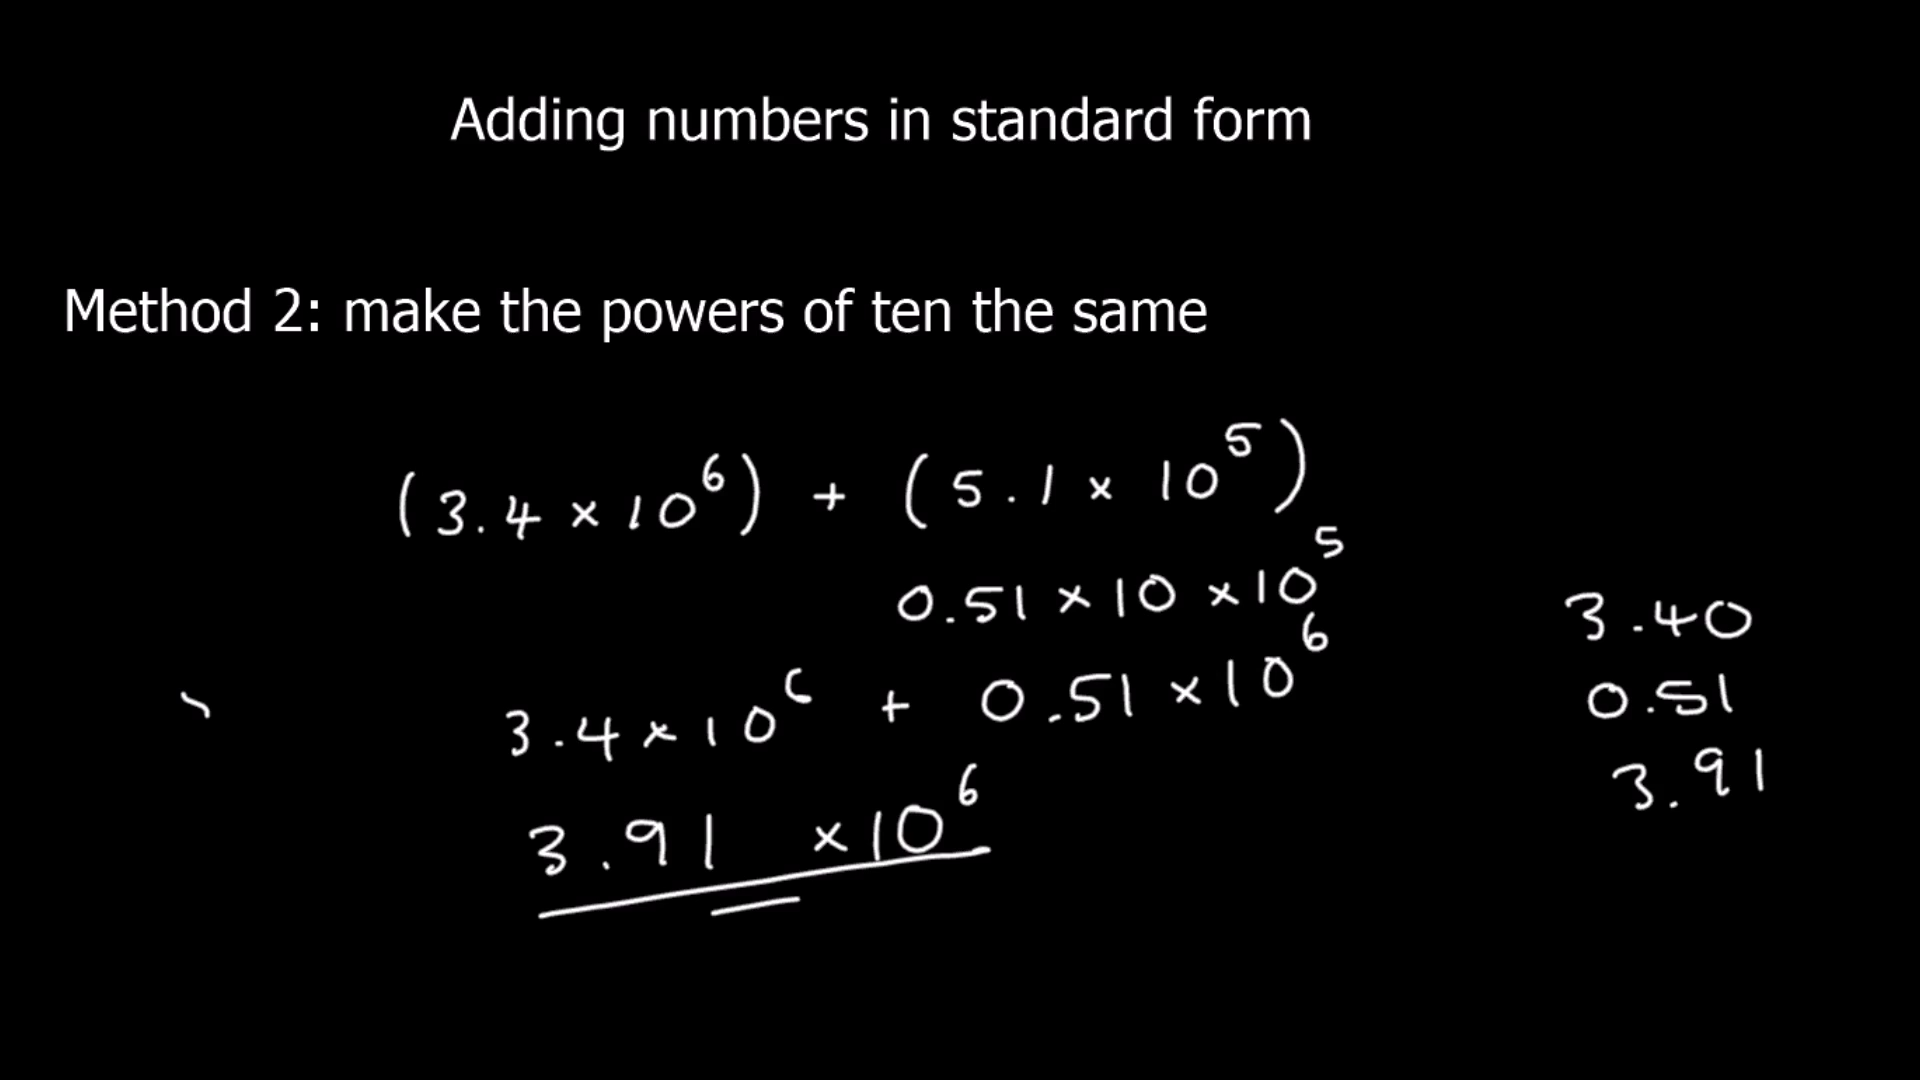 Adding numbers in standard form
Method 2: make the powers of ten the same
(3.4 × 10⁶) + (5.1 × 10⁵)
0.51 × 10 × 10⁵
3.4 × 10⁶ + 0.51 × 10⁶
3.91 × 10⁶
3.40
0.51
3.91